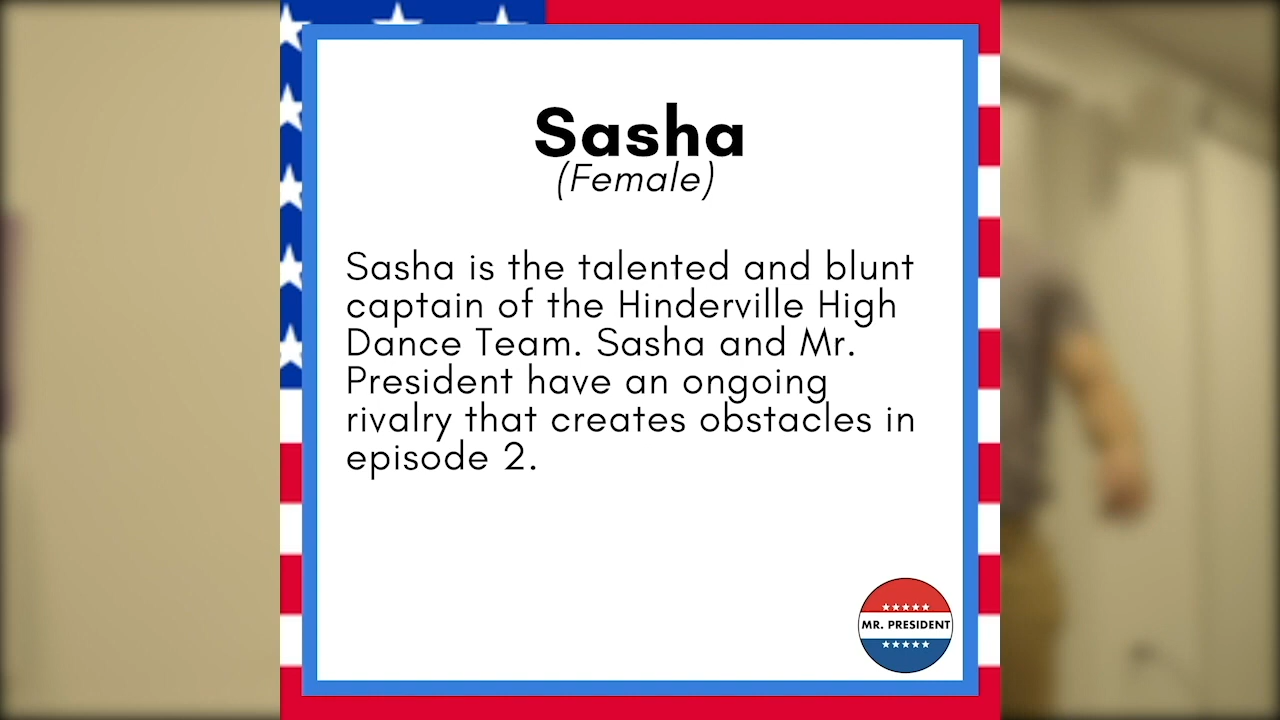 Sasha
(Female)
Sasha is the talented and blunt
captain of the Hinderville High
Dance Team. Sasha and Mr.
President have an ongoing
rivalry that creates obstacles in
episode 2.
MR. PRESIDENT